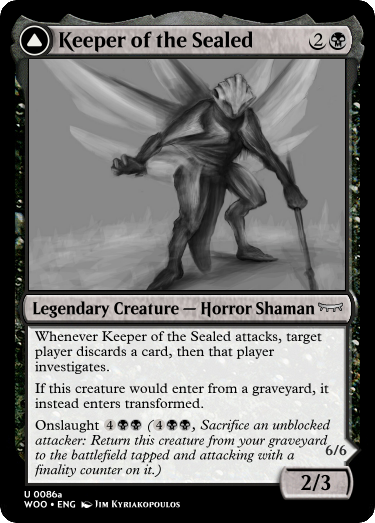 Keeper of the Sealed 2
Legendary Creature — Horror Shaman
Whenever Keeper of the Sealed attacks, target
player discards a card, then that player
investigates.
If this creature would enter from a graveyard, it
instead enters transformed.
Onslaught 4 (4, Sacrifice an unblocked
attacker: Return this creature from your graveyard
to the battlefield tapped and attacking with a
finality counter on it.)
6/6
2/3
U 0086a
WOO • ENG Jim Kyriakopoulos